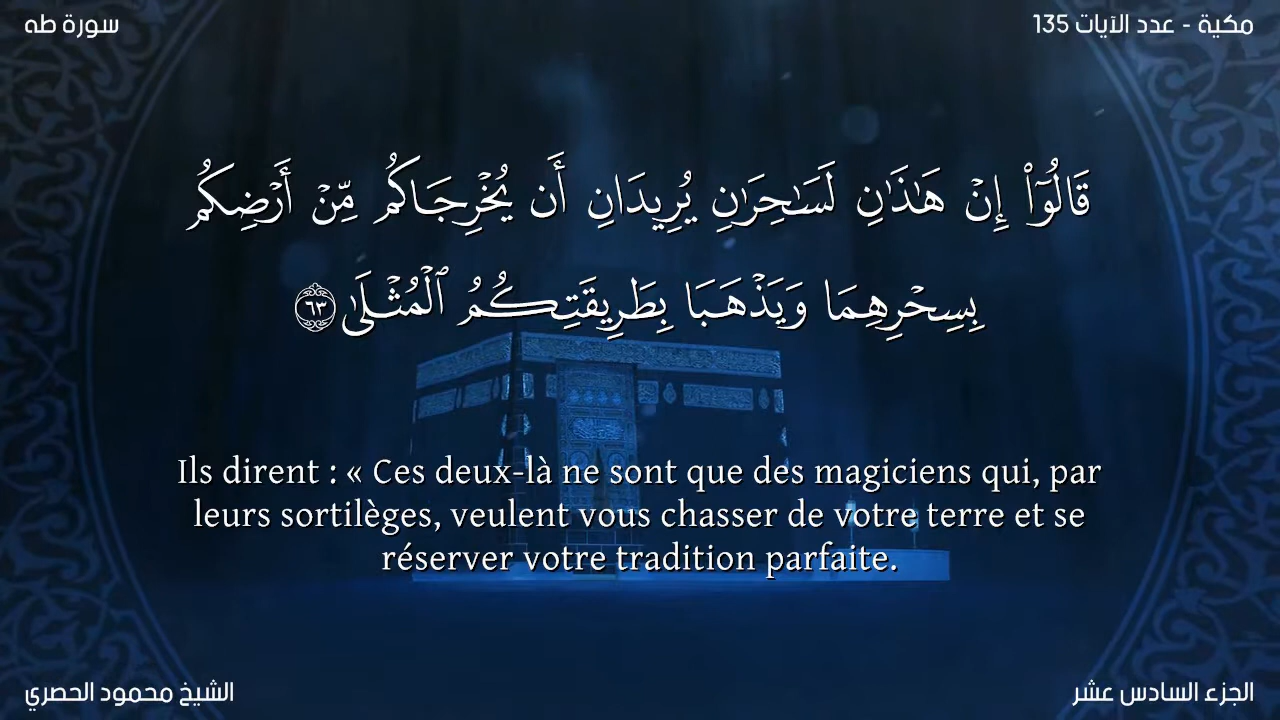 مكية - عدد الآيات 135
سورة طه
قَالُوٓا۟ إِنْ هَـٰذَٰنِ لَسَـٰحِرَٰنِ يُرِيدَانِ أَن يُخْرِجَاكُم مِّنْ أَرْضِكُم
بِسِحْرِهِمَا وَيَذْهَبَا بِطَرِيقَتِكُمُ ٱلْمُثْلَىٰ ٦٣
Ils dirent : « Ces deux-là ne sont que des magiciens qui, par
leurs sortilèges, veulent vous chasser de votre terre et se
réserver votre tradition parfaite.
الجزء السادس عشر
الشيخ محمود الحصري